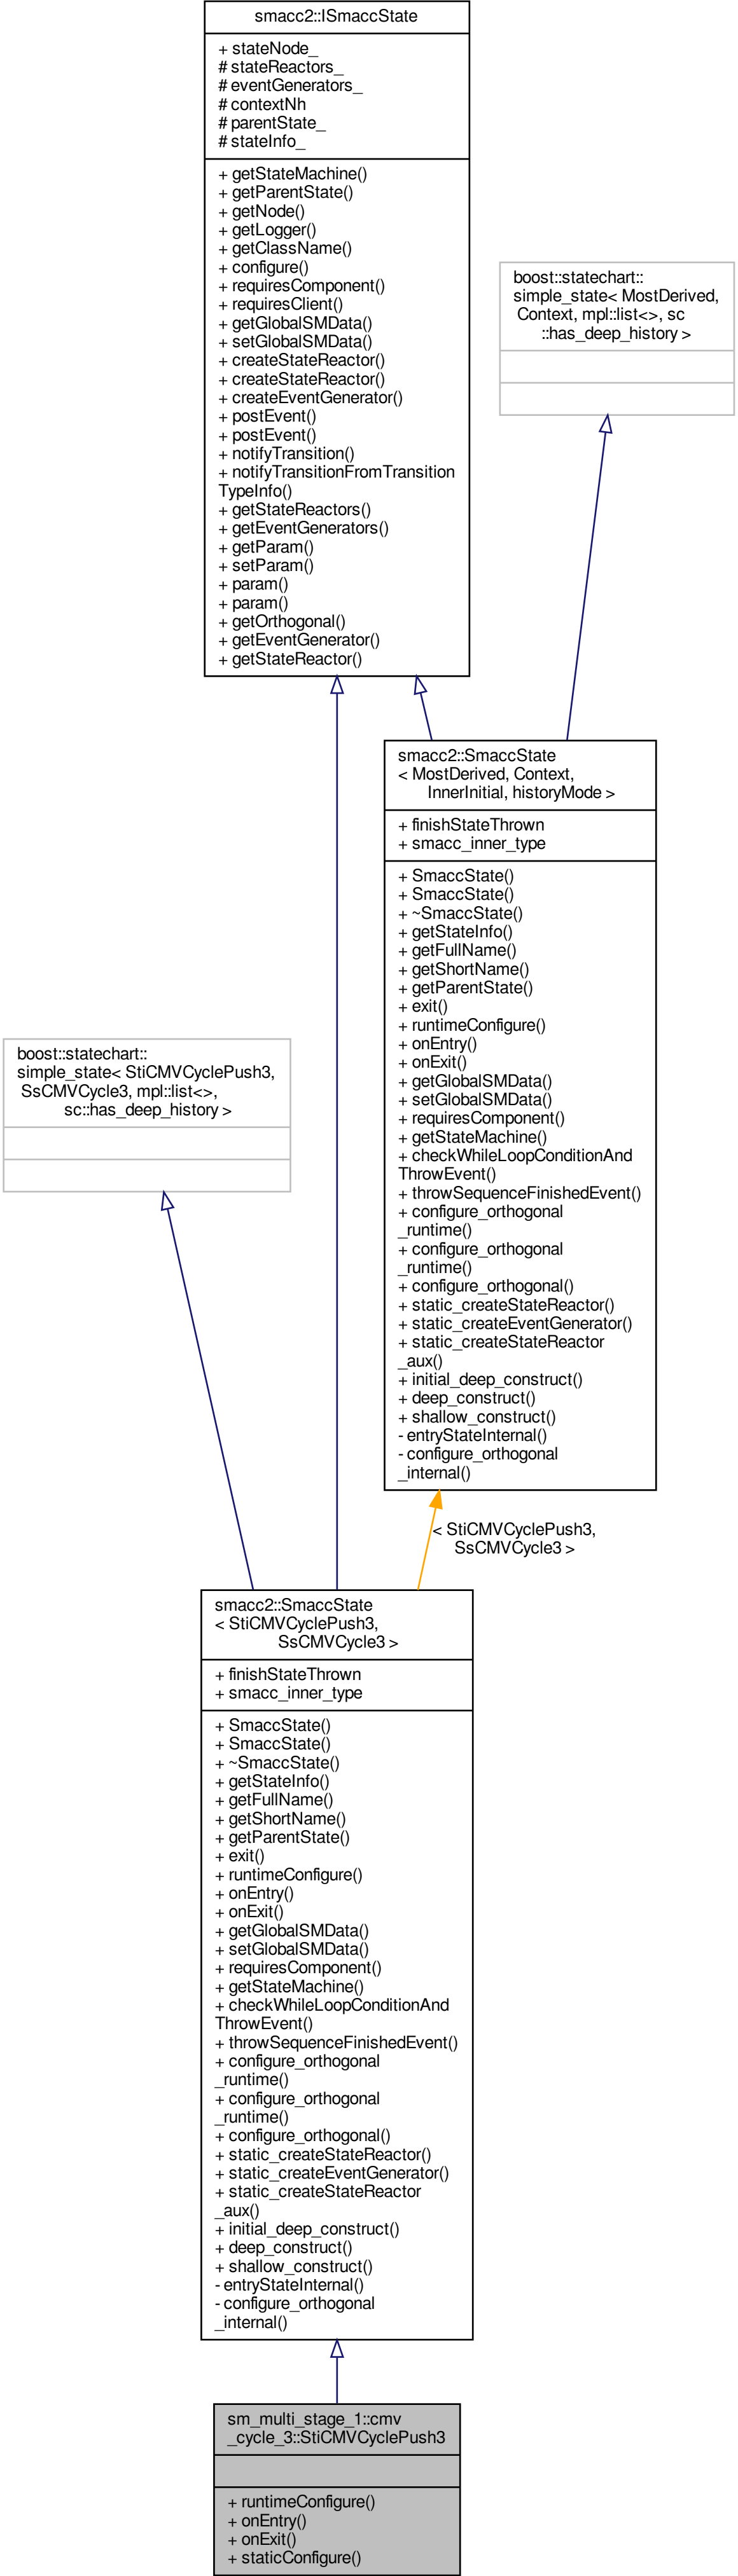 smacc2::ISmaccState
+ stateNode_
# stateReactors_
# eventGenerators_
# contextNh
# parentState_
# stateInfo_
+ getStateMachine()
+ getParentState()
+ getNode()
+ getLogger()
+ getClassName()
+ configure()
+ requiresComponent()
+ requiresClient()
+ getGlobalSMData()
+ setGlobalSMData()
+ createStateReactor()
+ createStateReactor()
+ createEventGenerator()
+ postEvent()
+ postEvent()
+ notifyTransition()
+ notifyTransitionFromTransition
TypeInfo()
+ getStateReactors()
+ getEventGenerators()
+ getParam()
+ setParam()
+ param()
+ param()
+ getOrthogonal()
+ getEventGenerator()
+ getStateReactor()
boost::statechart::
simple_state< MostDerived,
Context, mpl::list<>, sc
::has_deep_history >
smacc2::SmaccState
< MostDerived, Context,
InnerInitial, historyMode >
+ finishStateThrown
+ smacc_inner_type
+ SmaccState()
+ SmaccState()
+ ~SmaccState()
+ getStateInfo()
+ getFullName()
+ getShortName()
+ getParentState()
+ exit()
+ runtimeConfigure()
+ onEntry()
+ onExit()
+ getGlobalSMData()
+ setGlobalSMData()
+ requiresComponent()
+ getStateMachine()
+ checkWhileLoopConditionAnd
ThrowEvent()
+ throwSequenceFinishedEvent()
+ configure_orthogonal
_runtime()
+ configure_orthogonal
_runtime()
+ configure_orthogonal()
+ static_createStateReactor()
+ static_createEventGenerator()
+ static_createStateReactor
_aux()
+ initial_deep_construct()
+ deep_construct()
+ shallow_construct()
- entryStateInternal()
- configure_orthogonal
_internal()
boost::statechart::
simple_state< StiCMVCyclePush3,
SsCMVCycle3, mpl::list<>,
sc::has_deep_history >
< StiCMVCyclePush3,
SsCMVCycle3 >
smacc2::SmaccState
< StiCMVCyclePush3,
SsCMVCycle3 >
+ finishStateThrown
+ smacc_inner_type
+ SmaccState()
+ SmaccState()
+ ~SmaccState()
+ getStateInfo()
+ getFullName()
+ getShortName()
+ getParentState()
+ exit()
+ runtimeConfigure()
+ onEntry()
+ onExit()
+ getGlobalSMData()
+ setGlobalSMData()
+ requiresComponent()
+ getStateMachine()
+ checkWhileLoopConditionAnd
ThrowEvent()
+ throwSequenceFinishedEvent()
+ configure_orthogonal
_runtime()
+ configure_orthogonal
_runtime()
+ configure_orthogonal()
+ static_createStateReactor()
+ static_createEventGenerator()
+ static_createStateReactor
_aux()
+ initial_deep_construct()
+ deep_construct()
+ shallow_construct()
- entryStateInternal()
- configure_orthogonal
_internal()
sm_multi_stage_1::cmv
_cycle_3::StiCMVCyclePush3
+ runtimeConfigure()
+ onEntry()
+ onExit()
+ staticConfigure()